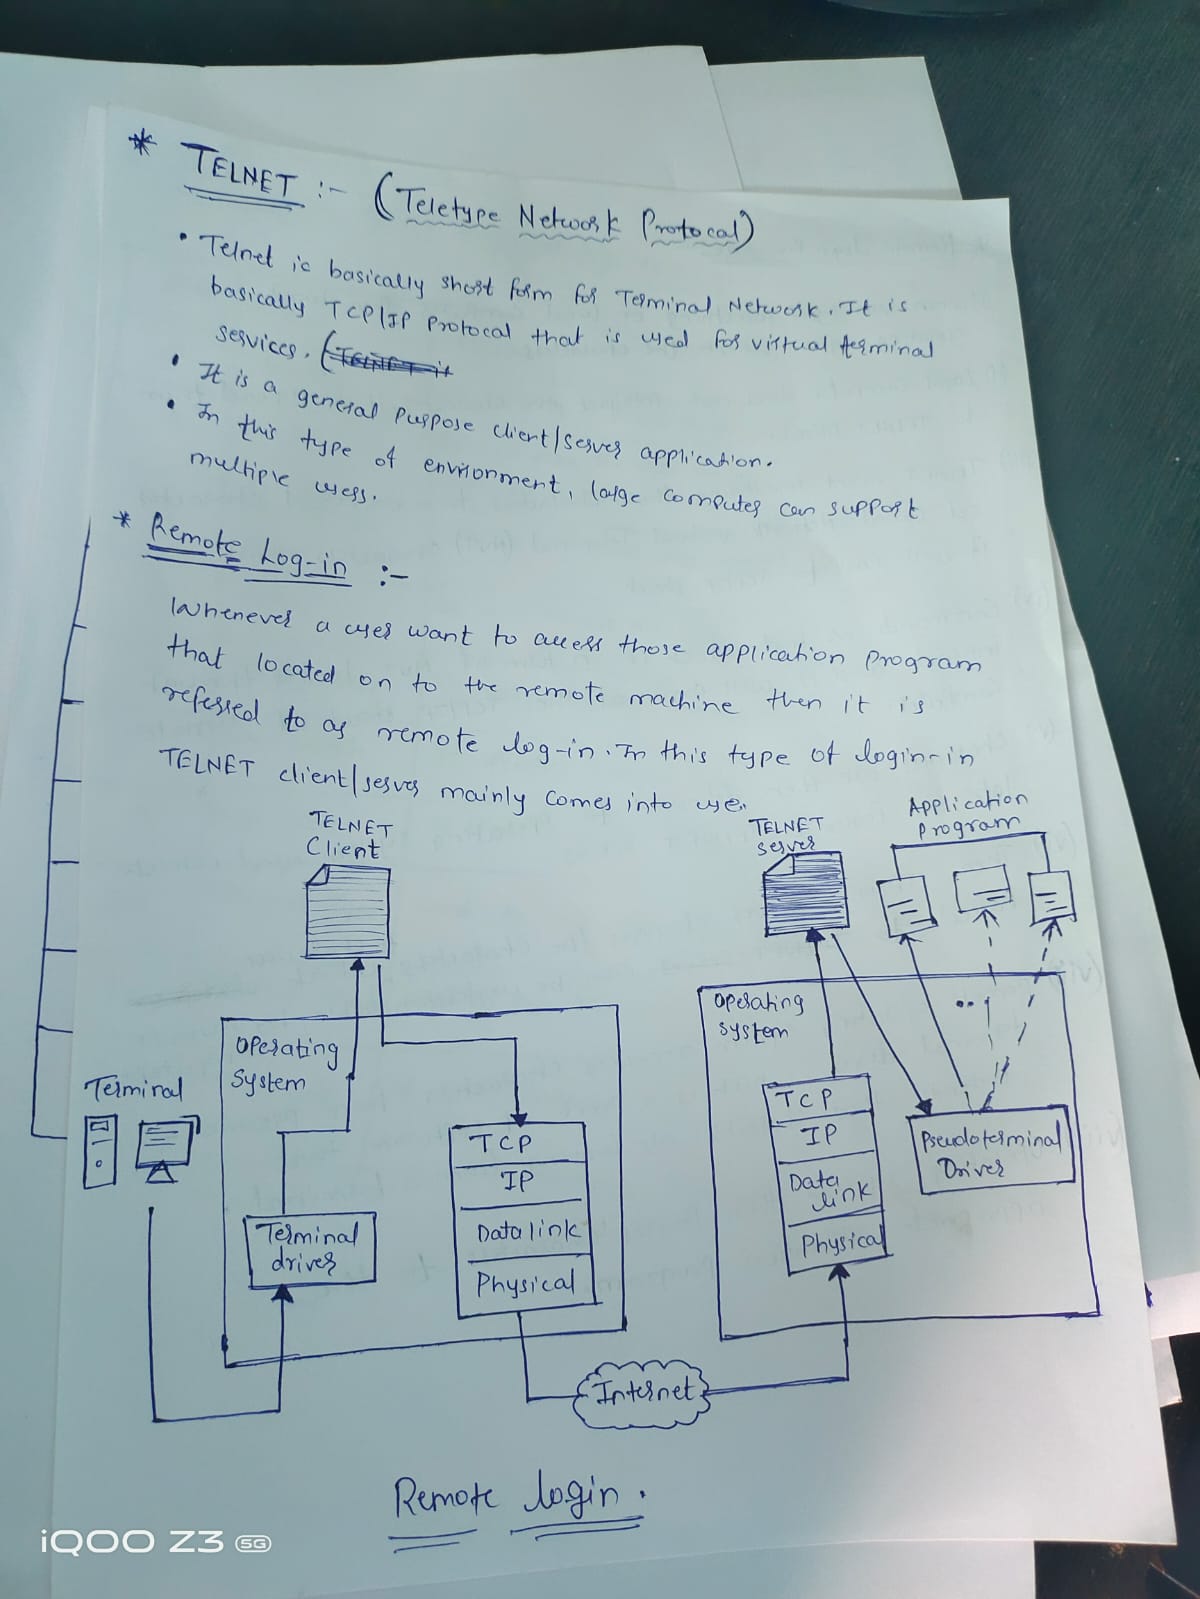 * TELNET :- (Teletype Network Protocal)
• Telnet is basically short form for Terminal Network. It is
basically TCP/IP Protocal that is used for virtual terminal
services. (TELNET it
• It is a general purpose client/server application.
• In this type of environment, large computer can support
multiple users.
* Remote Log-in :-
Whenever a user want to access those application program
that located on to the remote machine then it is
referred to as remote log-in. In this type of login-in
TELNET client/server mainly comes into use.
TELNET
Client
TELNET
server
Application
program
Operating
System
Operating
System
Terminal
TCP
IP
Data link
Physical
Terminal
driver
TCP
IP
Data
link
Physical
Pseudoterminal
Driver
Internet
Remote login.
iQOO Z3 5G